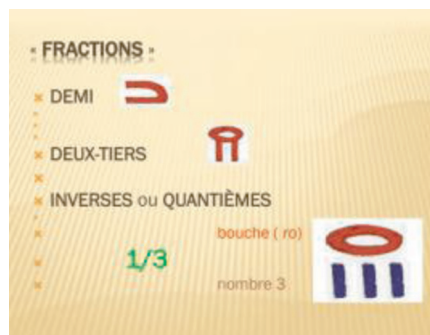 « FRACTIONS »
DEMI
DEUX-TIERS
INVERSES ou QUANTIÈMES
bouche ( ro)
1/3
nombre 3